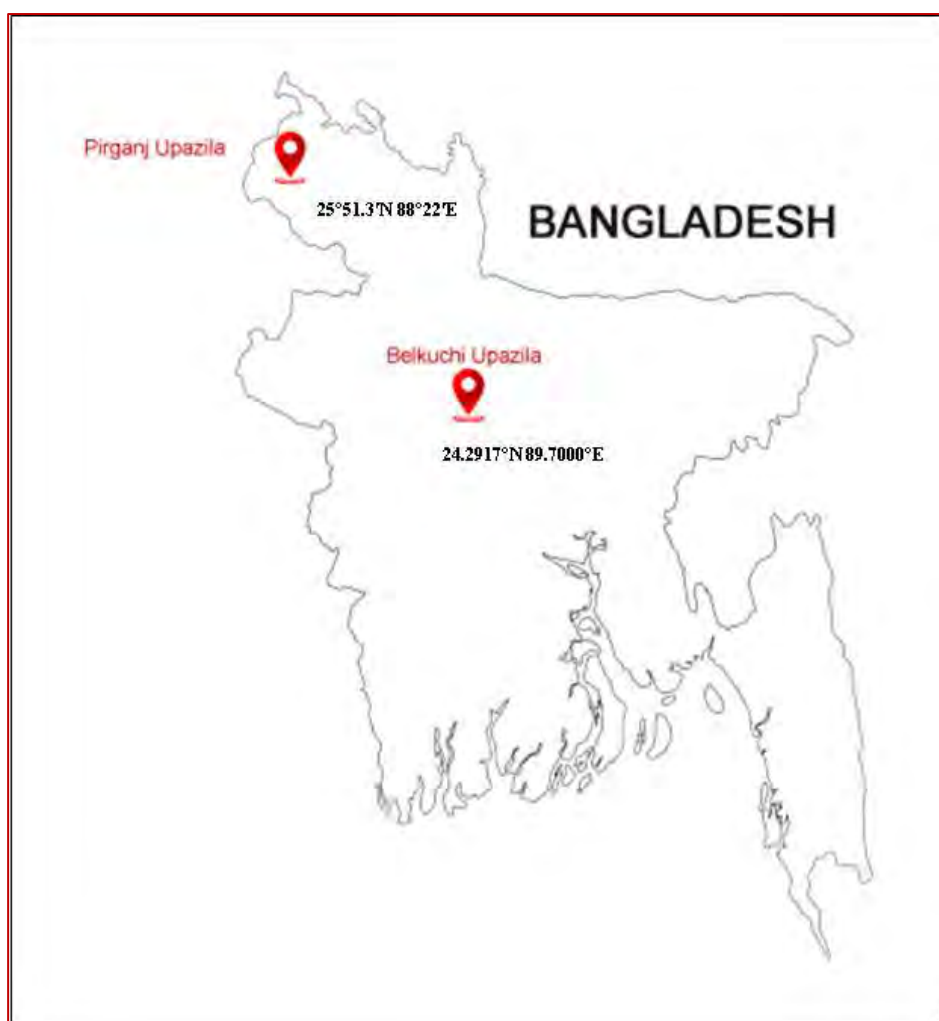 Pirganj Upazila
25°51.3'N 88°22'E
BANGLADESH
Belkuchi Upazila
24.2917°N 89.7000°E